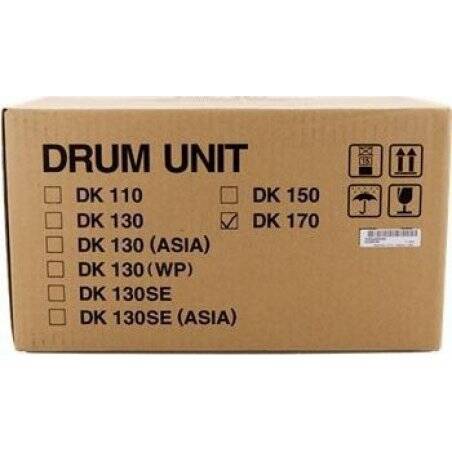 DRUM UNIT
DK 110
DK 130
DK 130 (ASIA)
DK 130 (WP)
DK 130SE
DK 130SE (ASIA)
DK 150
DK 170
15